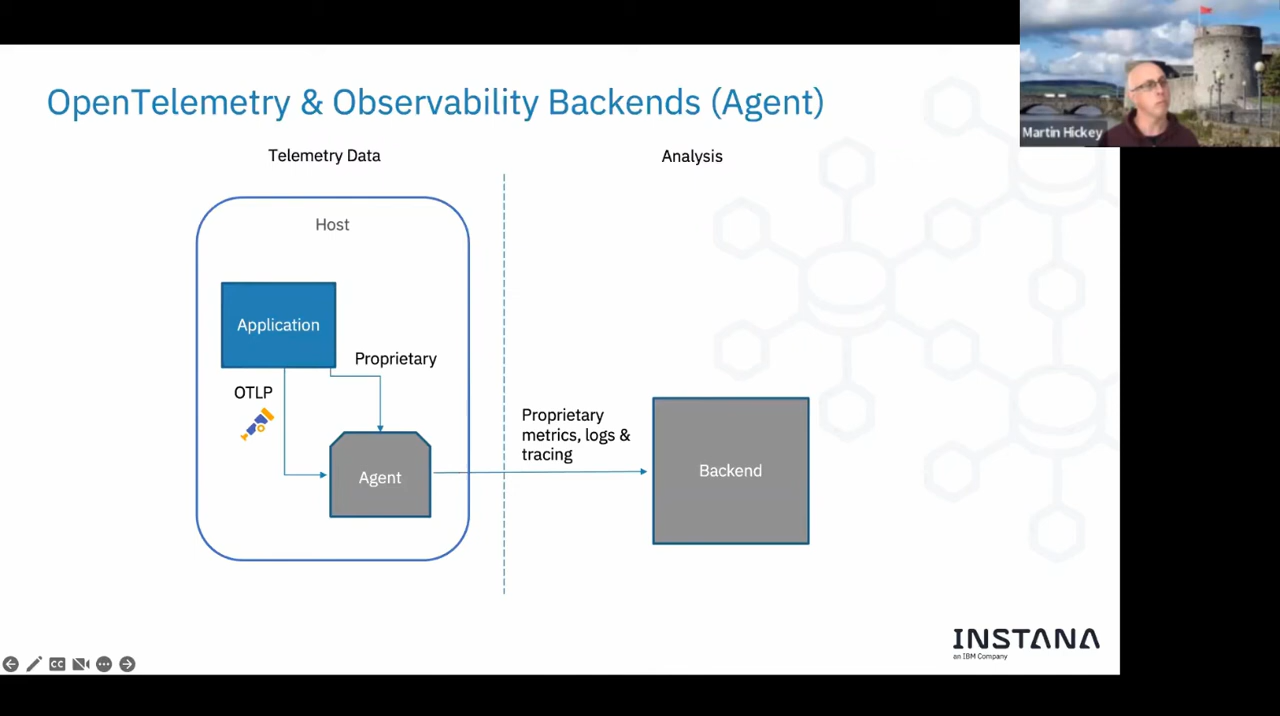 OpenTelemetry & Observability Backends (Agent)
Martin Hickey
Telemetry Data
Analysis
Host
Application
Proprietary
OTLP
Agent
Proprietary
metrics, logs &
tracing
Backend
INSTANA
an IBM Company
CC